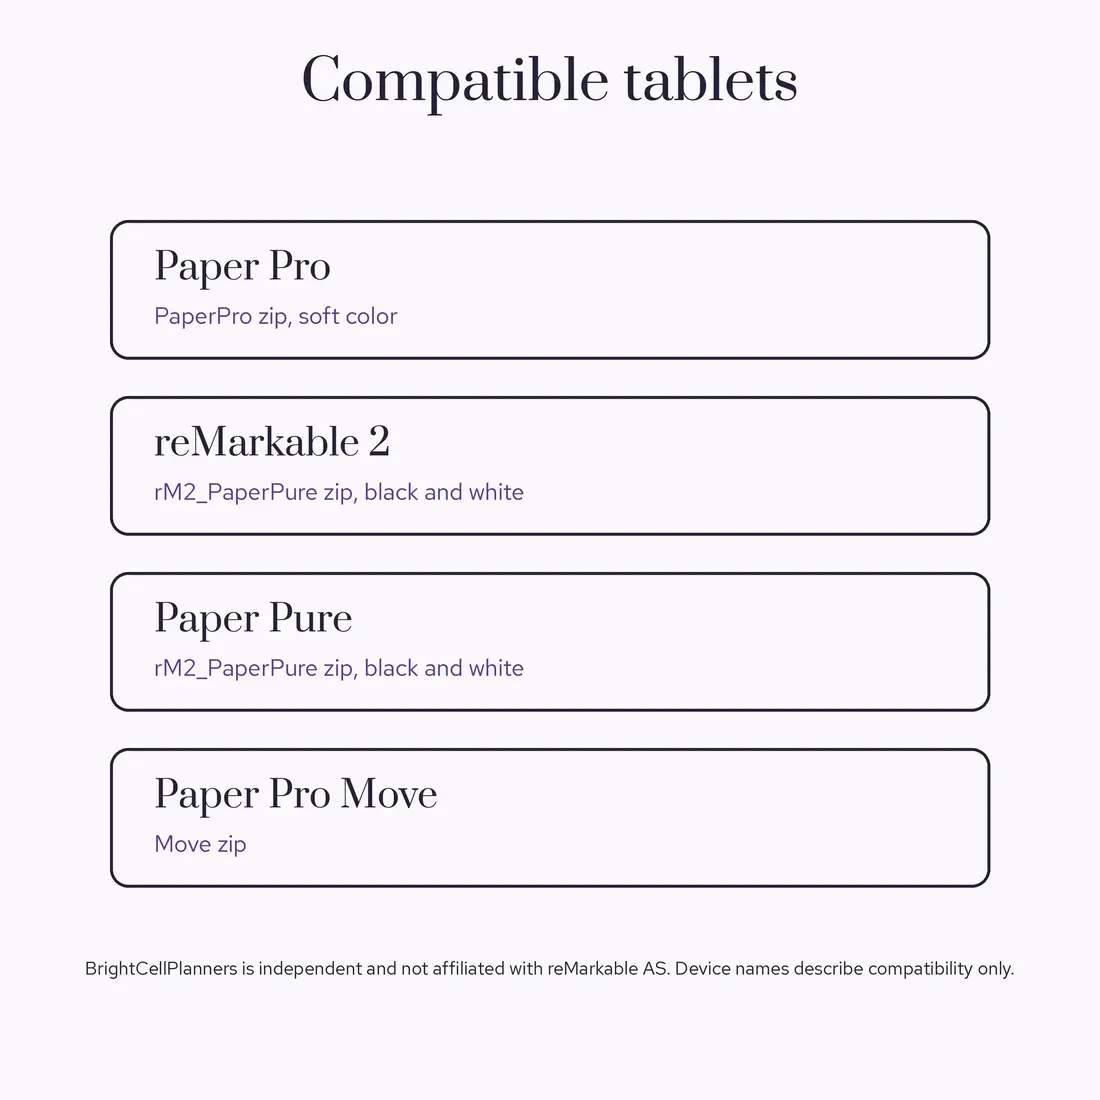 Compatible tablets
Paper Pro
PaperPro zip, soft color
reMarkable 2
rM2_PaperPure zip, black and white
Paper Pure
rM2_PaperPure zip, black and white
Paper Pro Move
Move zip
BrightCellPlanners is independent and not affiliated with reMarkable AS. Device names describe compatibility only.